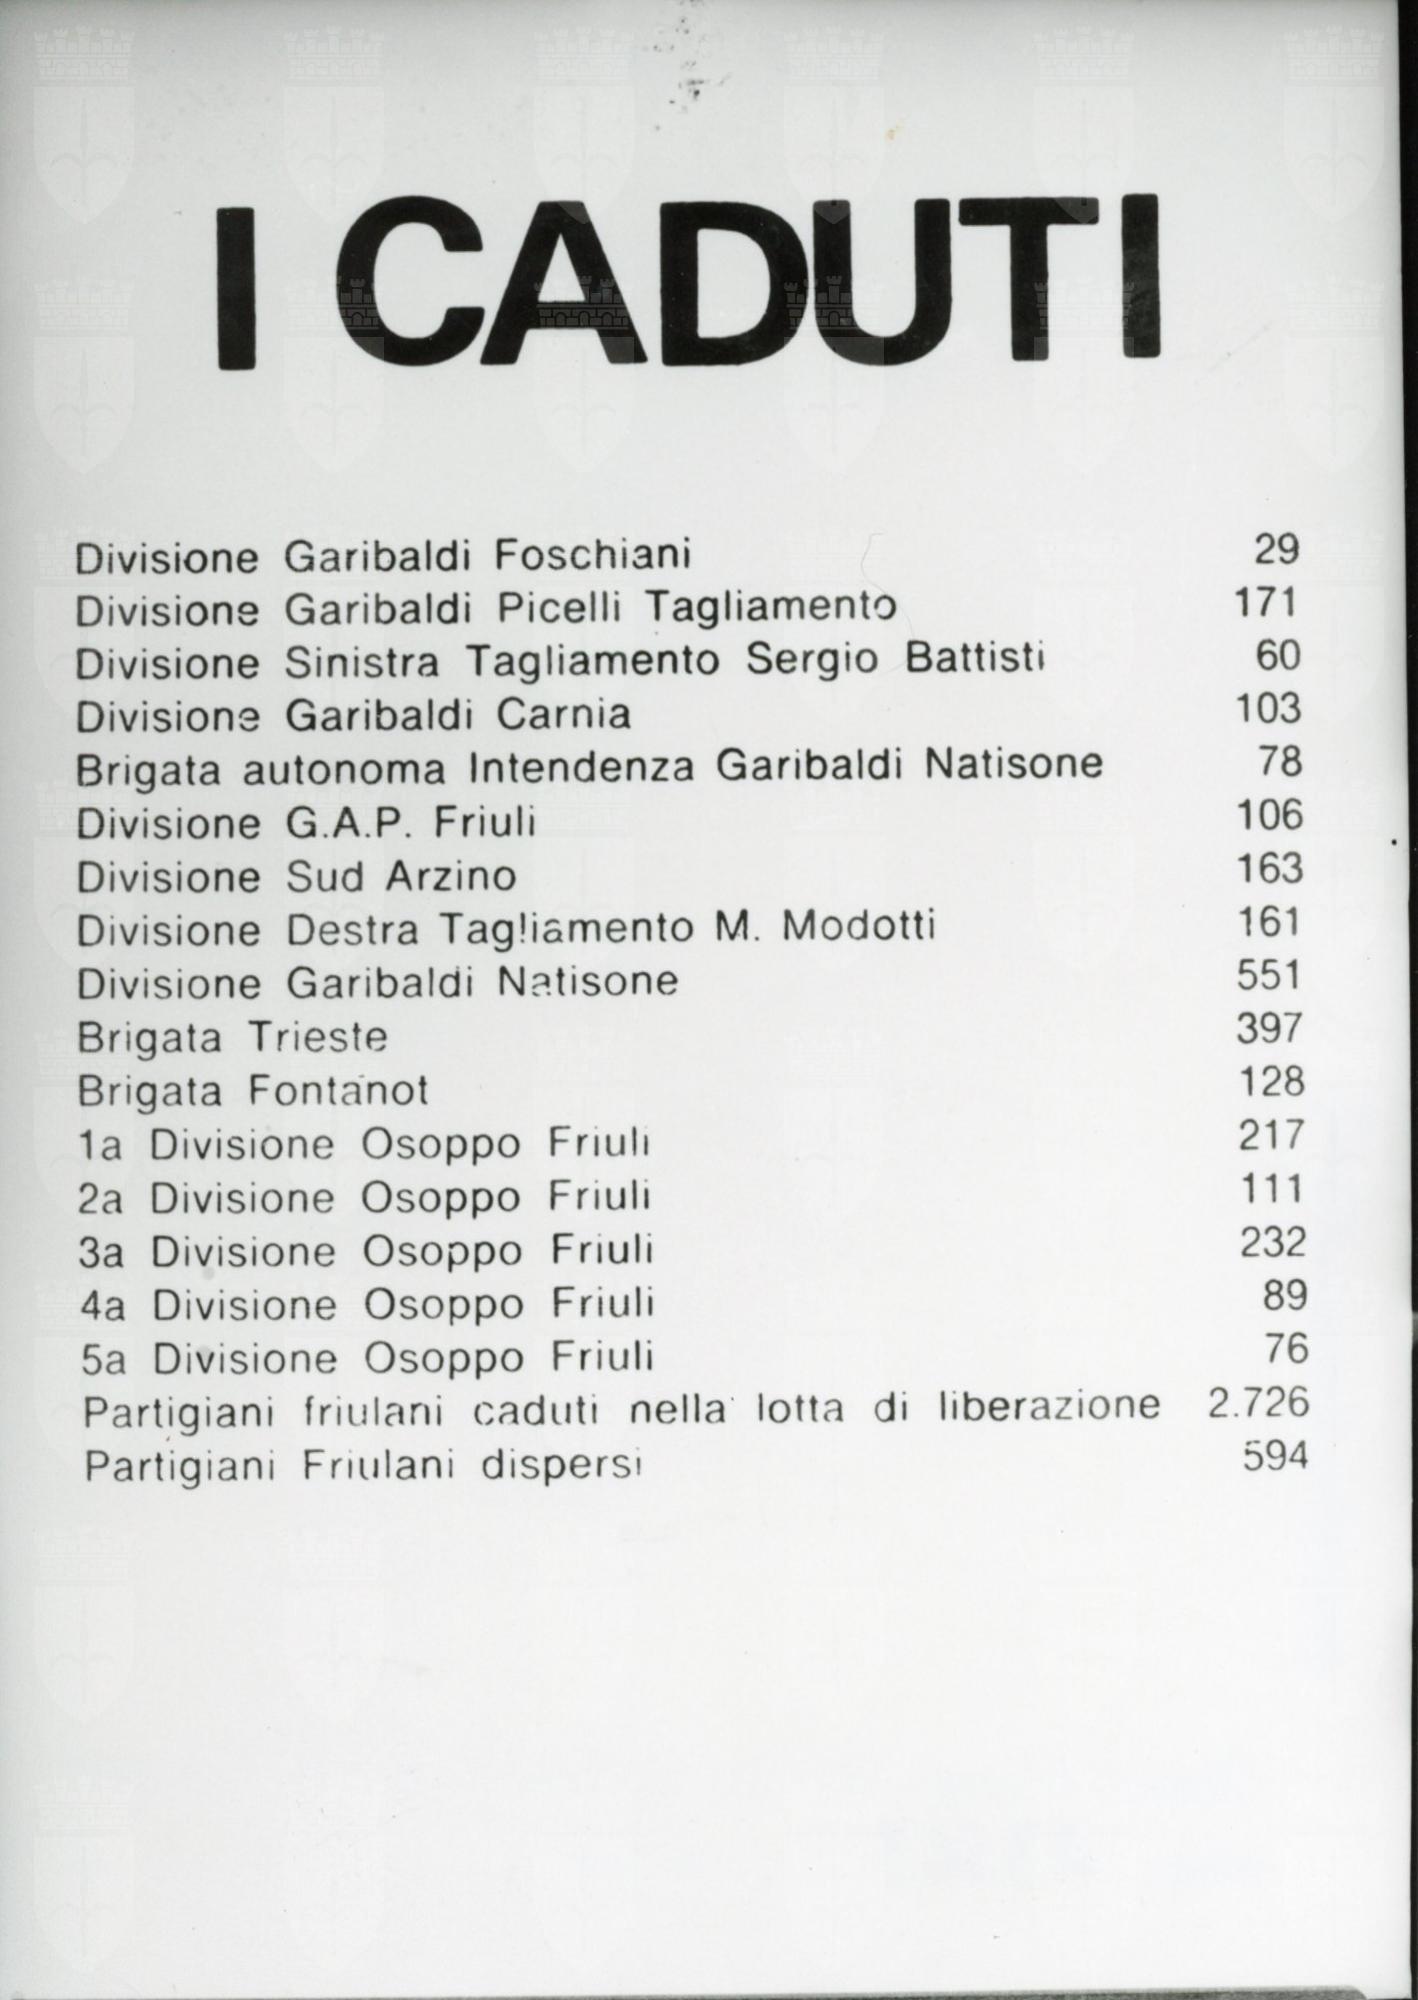 I CADUTI
Divisione Garibaldi Foschiani 29
Divisione Garibaldi Picelli Tagliamento 171
Divisione Sinistra Tagliamento Sergio Battisti 60
Divisione Garibaldi Carnia 103
Brigata autonoma Intendenza Garibaldi Natisone 78
Divisione G.A.P. Friuli 106
Divisione Sud Arzino 163
Divisione Destra Tagliamento M. Modotti 161
Divisione Garibaldi Natisone 551
Brigata Trieste 397
Brigata Fontanot 128
1a Divisione Osoppo Friuli 217
2a Divisione Osoppo Friuli 111
3a Divisione Osoppo Friuli 232
4a Divisione Osoppo Friuli 89
5a Divisione Osoppo Friuli 76
Partigiani friulani caduti nella lotta di liberazione 2.726
Partigiani Friulani dispersi 594